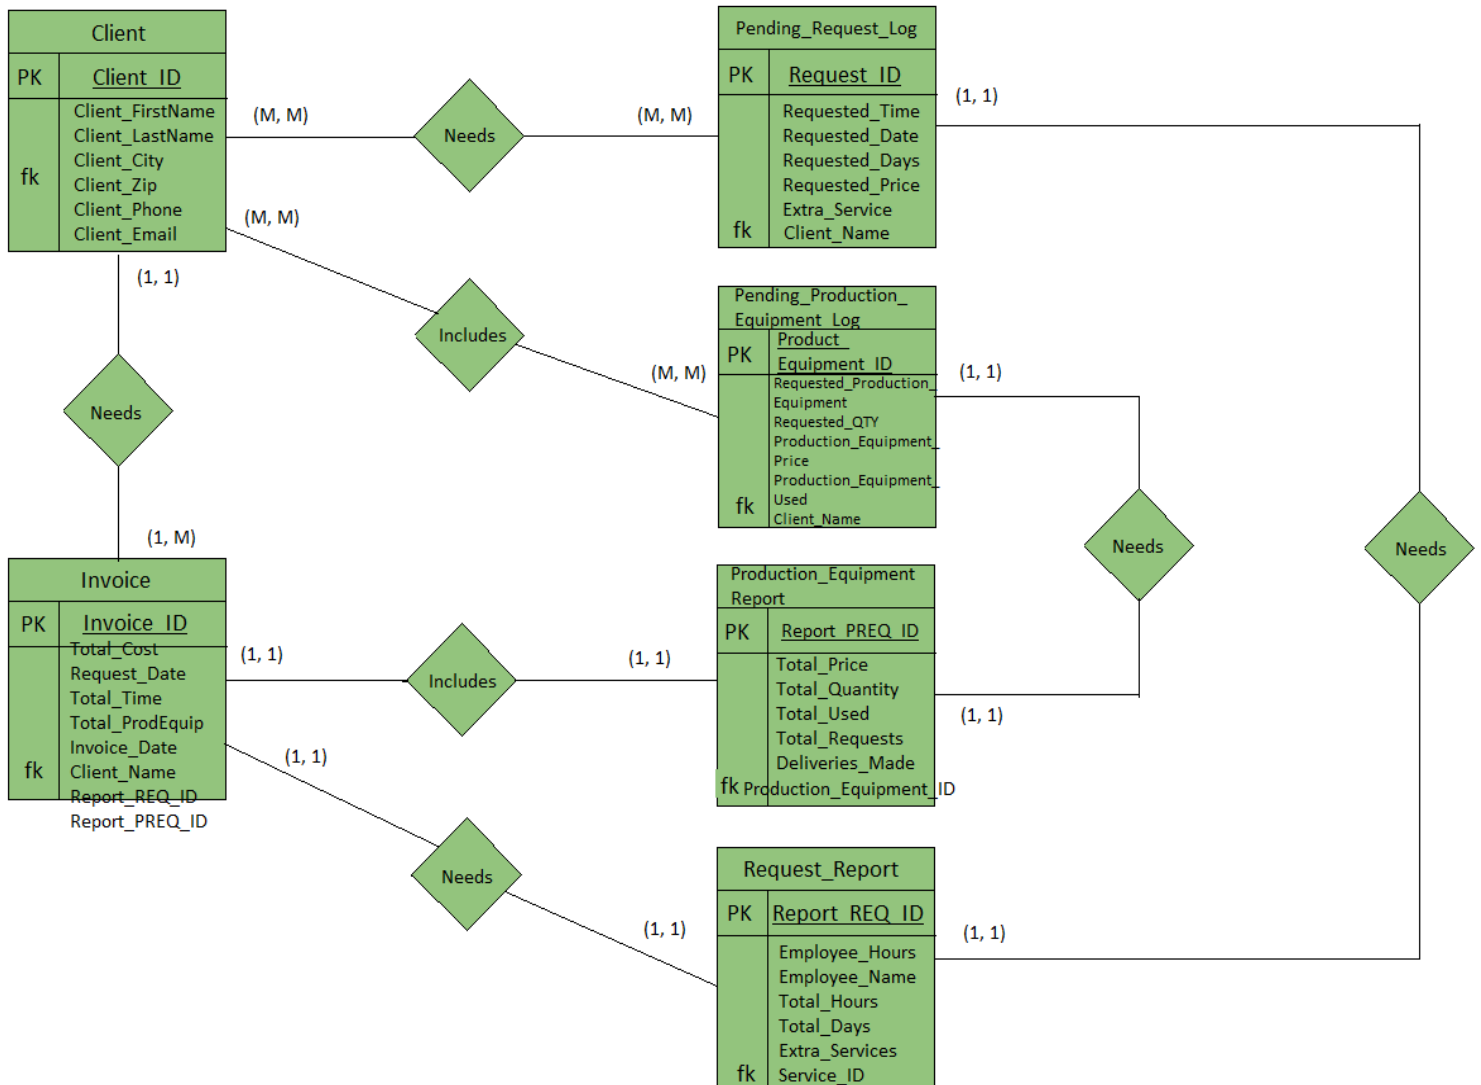 Client
PK
Client_ID
Client_FirstName
Client_LastName
Client_City
fk
Client_Zip
Client_Phone
Client_Email
(M, M)
Needs
(M, M)
Pending_Request_Log
PK
Request_ID
Requested_Time
Requested_Date
Requested_Days
Requested_Price
Extra_Service
fk
Client_Name
(1, 1)
(M, M)
Includes
(M, M)
Pending_Production_
Equipment_Log
PK
Product_
Equipment_ID
Requested_Production_
Equipment
Requested_QTY
Production_Equipment_
Price
Production_Equipment_
Used
fk
Client_Name
(1, 1)
(1, 1)
Needs
(1, M)
Needs
Needs
Invoice
PK
Invoice_ID
Total_Cost
Request_Date
Total_Time
Total_ProdEquip
Invoice_Date
fk
Client_Name
Report_REQ_ID
Report_PREQ_ID
(1, 1)
Includes
(1, 1)
Production_Equipment
Report
PK
Report_PREQ_ID
Total_Price
Total_Quantity
Total_Used
Total_Requests
Deliveries_Made
fk
Production_Equipment_ID
(1, 1)
(1, 1)
Needs
(1, 1)
Request_Report
PK
Report_REQ_ID
Employee_Hours
Employee_Name
Total_Hours
Total_Days
Extra_Services
fk
Service_ID
(1, 1)